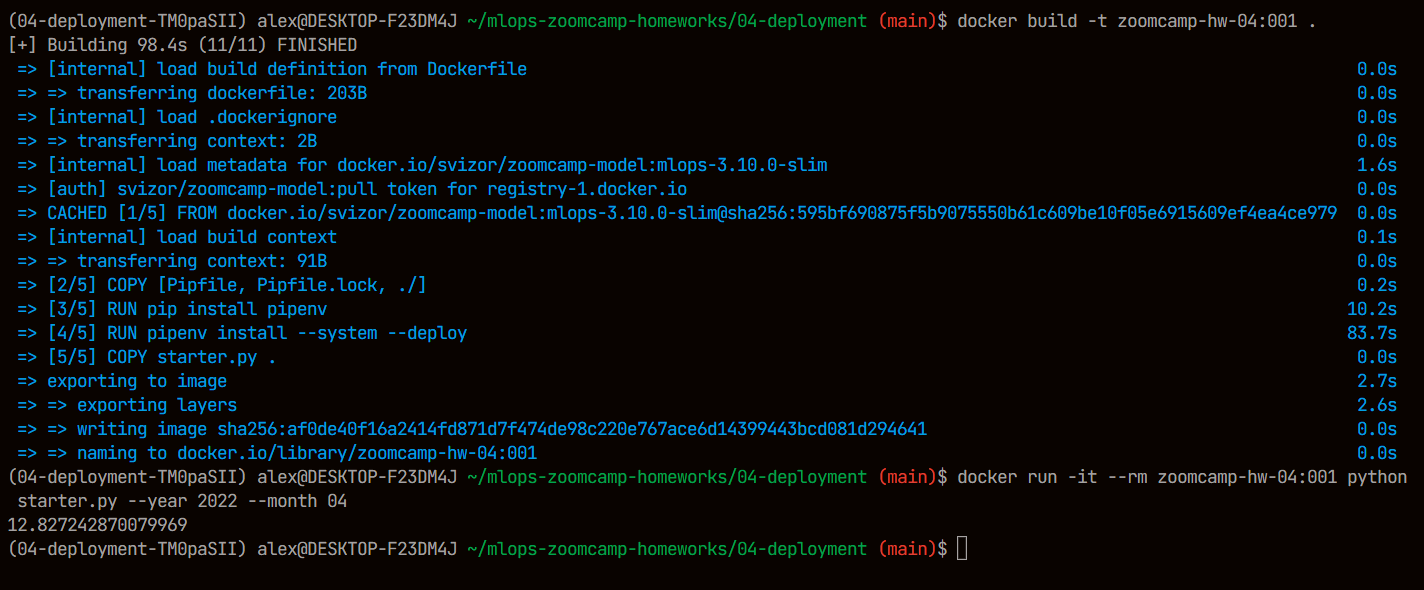 (04-deployment-TM0paSII) alex@DESKTOP-F23DM4J ~/mlops-zoomcamp-homeworks/04-deployment (main)$ docker build -t zoomcamp-hw-04:001 .
[+] Building 98.4s (11/11) FINISHED
=> [internal] load build definition from Dockerfile 0.0s
=> => transferring dockerfile: 203B 0.0s
=> [internal] load .dockerignore 0.0s
=> => transferring context: 2B 0.0s
=> [internal] load metadata for docker.io/svizor/zoomcamp-model:mlops-3.10.0-slim 1.6s
=> [auth] svizor/zoomcamp-model:pull token for registry-1.docker.io 0.0s
=> CACHED [1/5] FROM docker.io/svizor/zoomcamp-model:mlops-3.10.0-slim@sha256:595bf690875f5b9075550b61c609be10f05e6915609ef4ea4ce979 0.0s
=> [internal] load build context 0.1s
=> => transferring context: 91B 0.0s
=> [2/5] COPY [Pipfile, Pipfile.lock, ./] 0.2s
=> [3/5] RUN pip install pipenv 10.2s
=> [4/5] RUN pipenv install --system --deploy 83.7s
=> [5/5] COPY starter.py . 0.0s
=> exporting to image 2.7s
=> => exporting layers 2.6s
=> => writing image sha256:af0de40f16a2414fd871d7f474de98c220e767ace6d14399443bcd081d294641 0.0s
=> => naming to docker.io/library/zoomcamp-hw-04:001 0.0s
(04-deployment-TM0paSII) alex@DESKTOP-F23DM4J ~/mlops-zoomcamp-homeworks/04-deployment (main)$ docker run -it --rm zoomcamp-hw-04:001 python
starter.py --year 2022 --month 04
12.827242870079969
(04-deployment-TM0paSII) alex@DESKTOP-F23DM4J ~/mlops-zoomcamp-homeworks/04-deployment (main)$